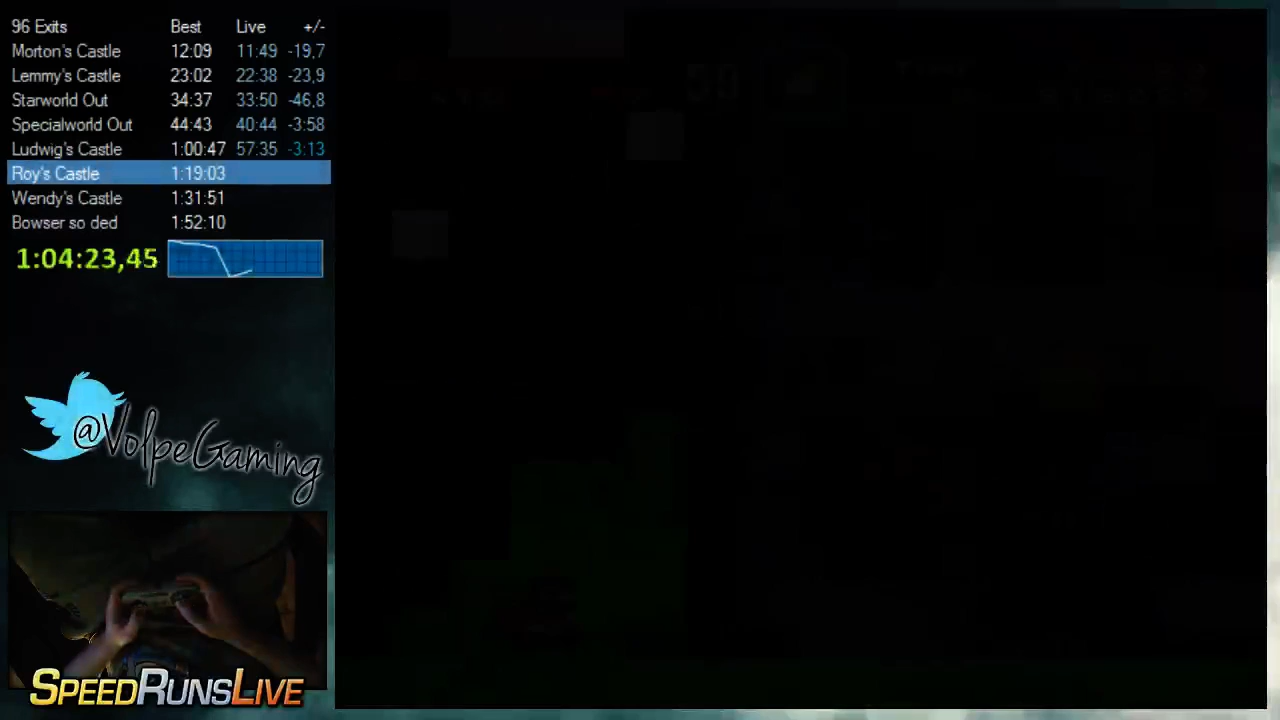 96 Exits Best Live +/-
Morton's Castle 12:09 11:49 -19,7
Lemmy's Castle 23:02 22:38 -23,9
Starworld Out 34:37 33:50 -46,8
Specialworld Out 44:43 40:44 -3:58
Ludwig's Castle 1:00:47 57:35 -3:13
Roy's Castle 1:19:03
Wendy's Castle 1:31:51
Bowser so ded 1:52:10
1:04:23,45
@VolpeGaming
SPEEDRUNSLIVE